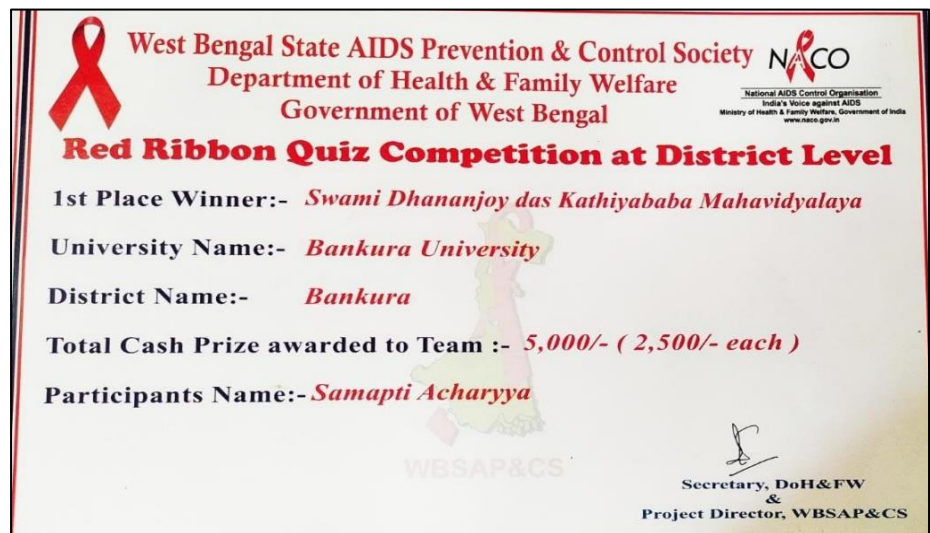 West Bengal State AIDS Prevention & Control Society
Department of Health & Family Welfare
Government of West Bengal
NACO
National AIDS Control Organisation
India's Voice against AIDS
Ministry of Health & Family Welfare, Government of India
www.naco.gov.in
Red Ribbon Quiz Competition at District Level
1st Place Winner:- Swami Dhananjoy das Kathiyababa Mahavidyalaya
University Name:- Bankura University
District Name:- Bankura
Total Cash Prize awarded to Team :- 5,000/- ( 2,500/- each )
Participants Name:- Samapti Acharyya
WBSAP&CS
Secretary, DoH&FW
&
Project Director, WBSAP&CS